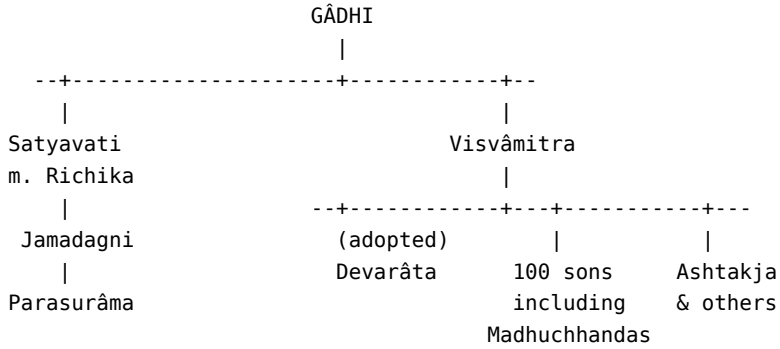 GÂDHI
Satyavati Visvâmitra
m. Richika
Jamadagni (adopted)
Parasurâma Devarâta 100 sons Ashtakja
including & others
Madhuchhandas